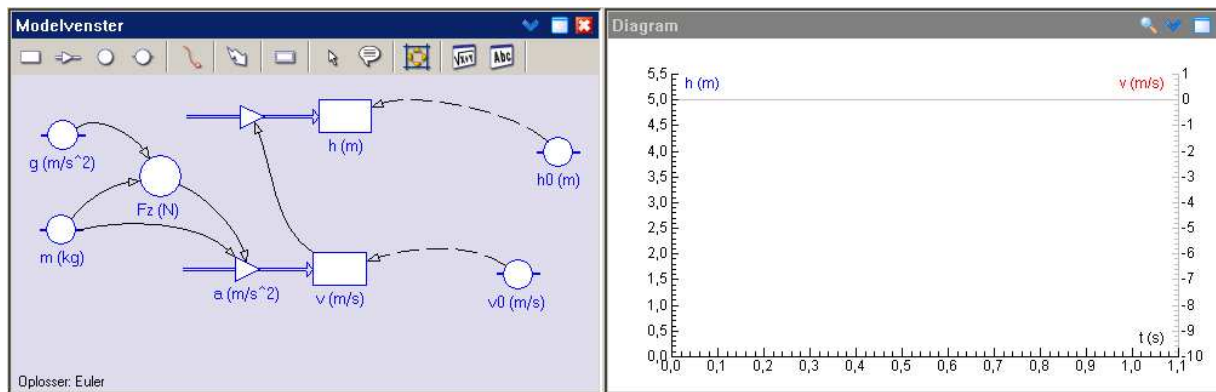 Modelvenster
√x+y
Abc
g (m/s^2)
Fz (N)
m (kg)
a (m/s^2)
h (m)
v (m/s)
h0 (m)
v0 (m/s)
Oplosser: Euler
Diagram
h (m)
v (m/s)
5,5
5,0
4,5
4,0
3,5
3,0
2,5
2,0
1,5
1,0
0,5
0,0
1
0
-1
-2
-3
-4
-5
-6
-7
-8
-9
-10
t (s)
0,0 0,1 0,2 0,3 0,4 0,5 0,6 0,7 0,8 0,9 1,0 1,1